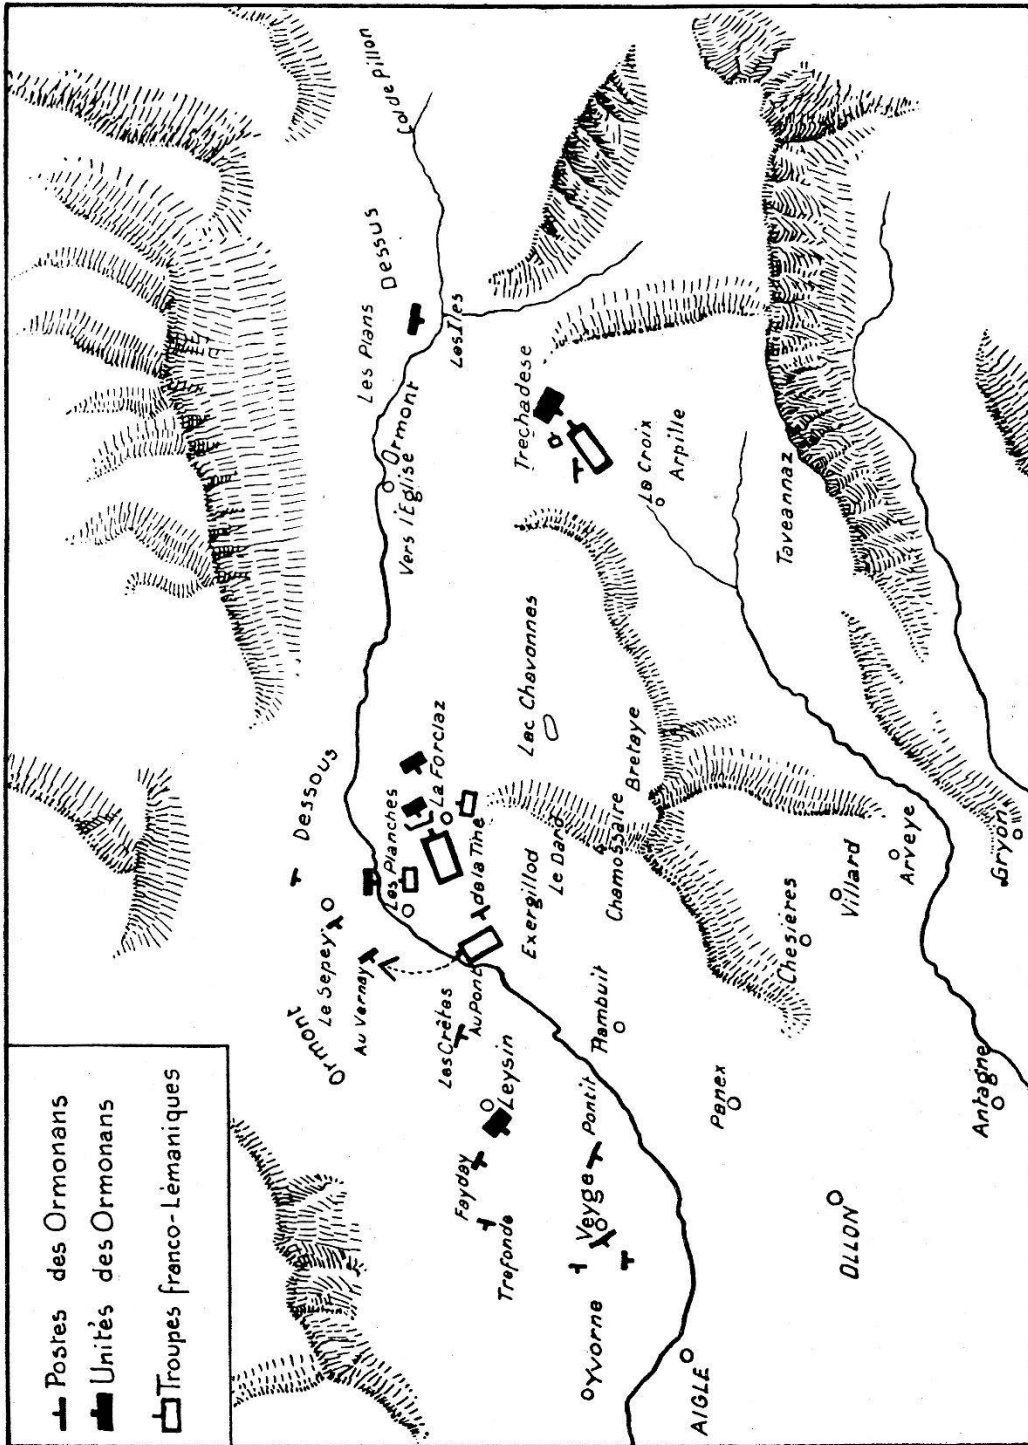 Postes des Ormonans
Unités des Ormonans
Troupes franco-Lémaniques
Col de Pillon
Les Plans
Dessus
Les Iles
Ormont
Vers l'Eglise
Trechadese
La Croix
Arpille
Taveannaz
Dessous
Le Sepey
Ormont
Au Vernay
Les Planches
La Forclaz
de la Tine
Lac Chavonnes
Bretaye
Exergillod
Le Dard
Chamossaire
Les Crêtes
Au Pont
Leysin
Fayday
Trefonde
Veyge
Pontit
Plambuit
Panex
Chesières
Villard
Arveye
Gryon
Antagne
OLLON
Yvorne
AIGLE